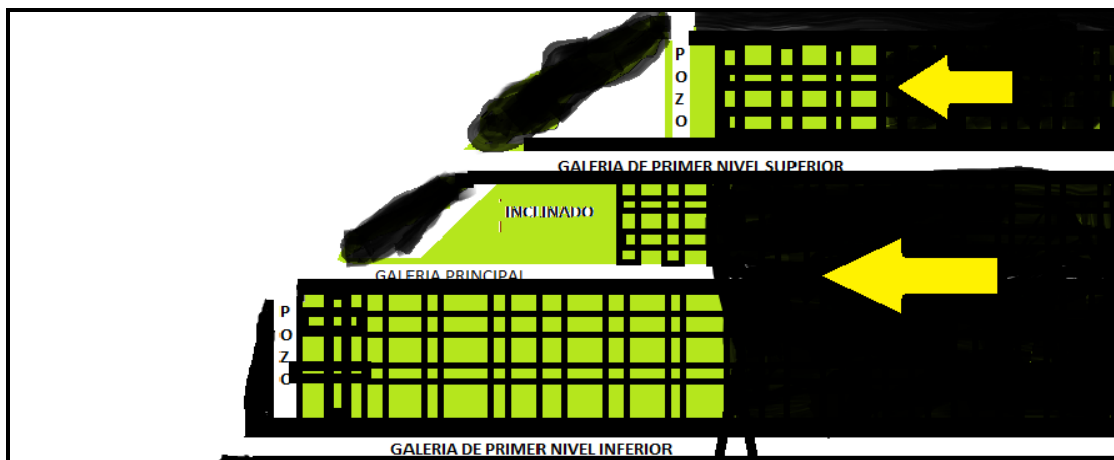 P
O
Z
O
GALERIA DE PRIMER NIVEL SUPERIOR
INCLINADO
GALERIA PRINCIPAL
P
O
Z
O
GALERIA DE PRIMER NIVEL INFERIOR